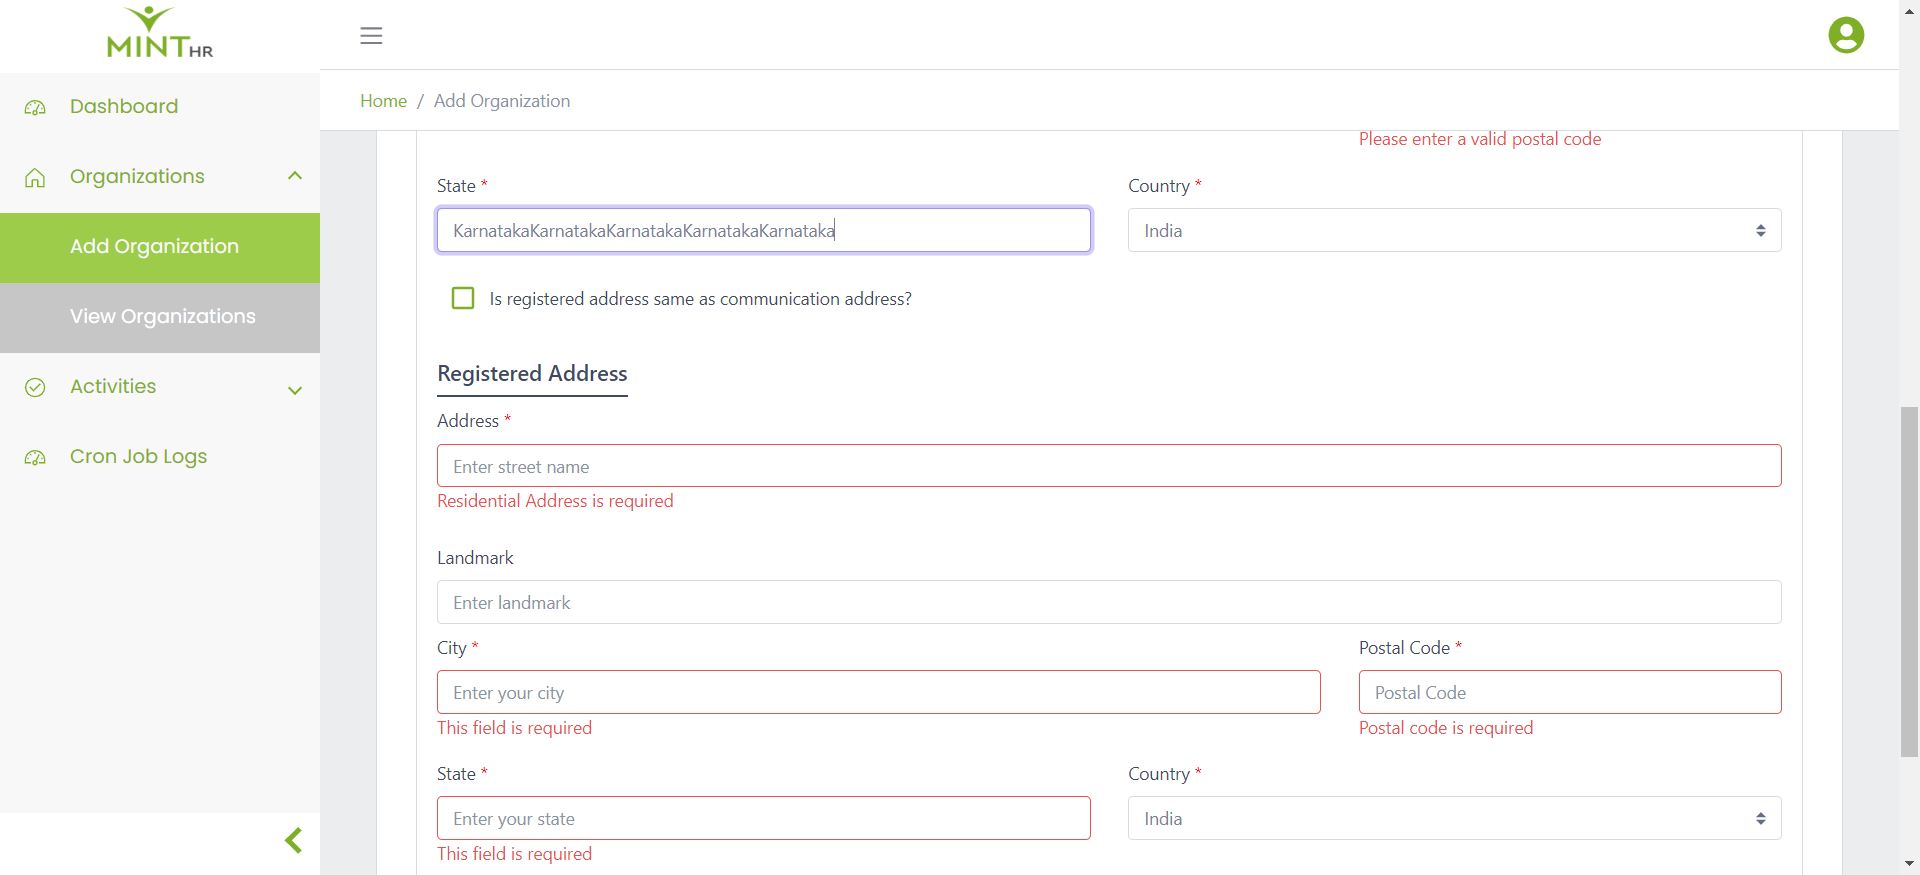 MINT HR
Dashboard
Organizations
Add Organization
View Organizations
Activities
Cron Job Logs
Home / Add Organization
Please enter a valid postal code
State * Country *
KarnatakaKarnatakaKarnatakaKarnatakaKarnataka India
Is registered address same as communication address?
Registered Address
Address *
Enter street name
Residential Address is required
Landmark
Enter landmark
City * Postal Code *
Enter your city Postal Code
This field is required Postal code is required
State * Country *
Enter your state India
This field is required